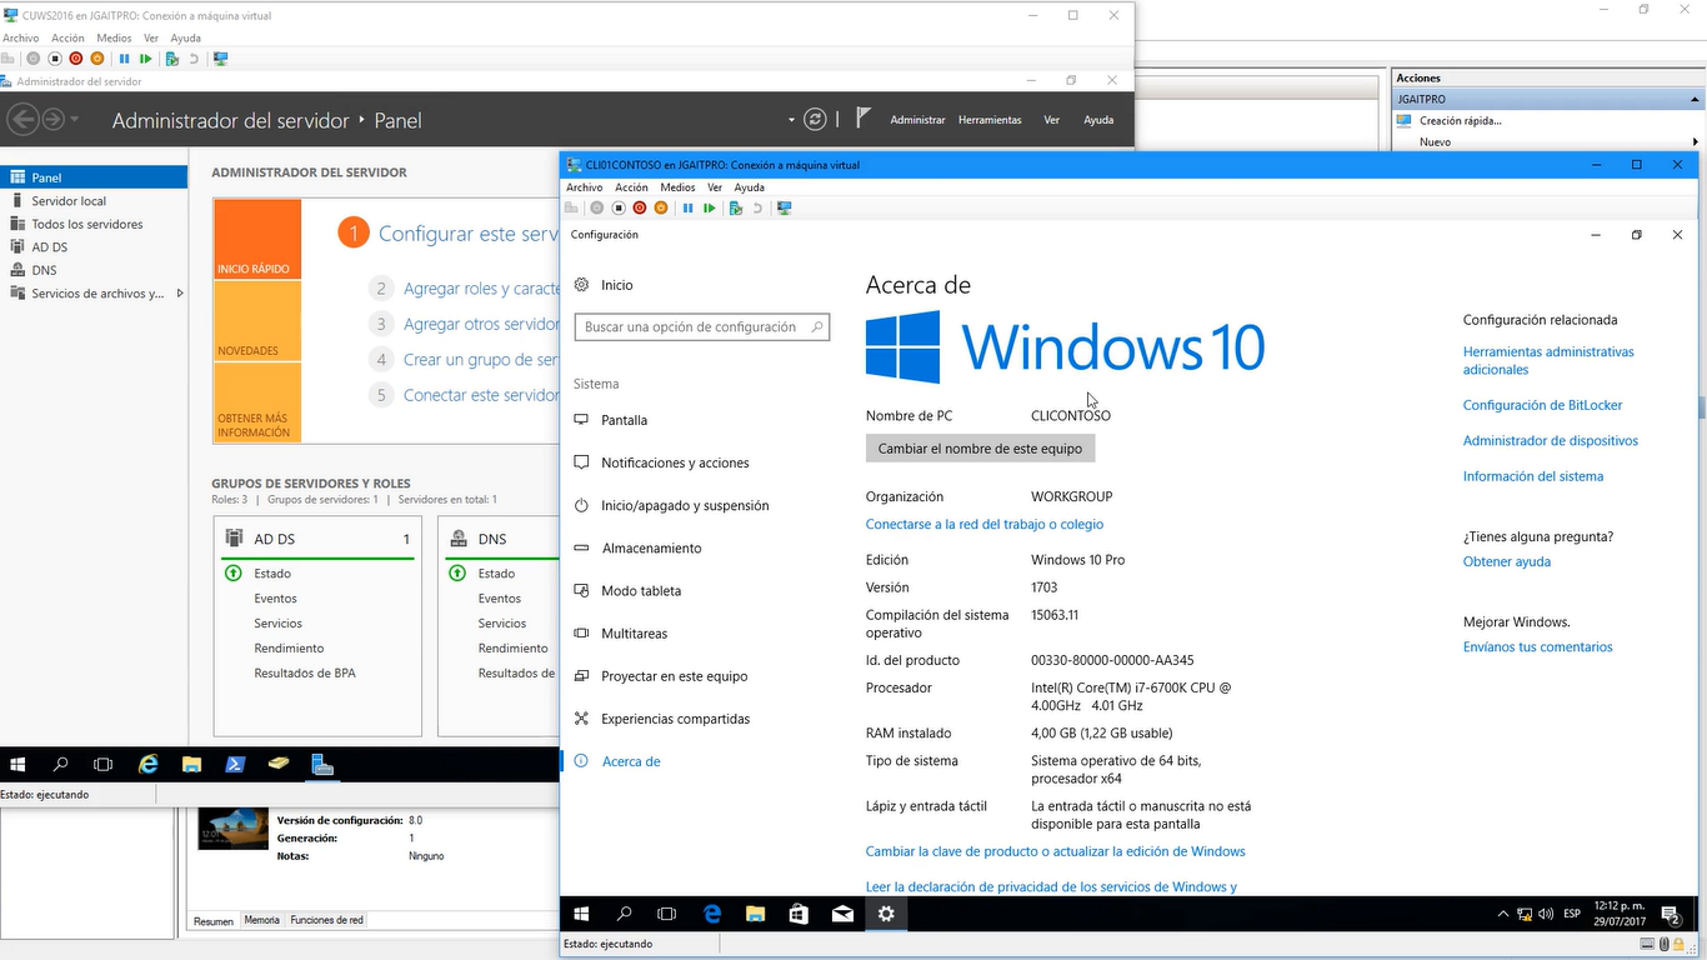 CUWS2016 en JGAITPRO: Conexión a máquina virtual
Archivo Acción Medios Ver Ayuda
Administrador del servidor
Administrador del servidor ‣ Panel
Administrar Herramientas Ver Ayuda
Panel
Servidor local
Todos los servidores
AD DS
DNS
Servicios de archivos y...
ADMINISTRADOR DEL SERVIDOR
INICIO RÁPIDO
NOVEDADES
OBTENER MÁS
INFORMACIÓN
1 Configurar este serv
2 Agregar roles y caracte
3 Agregar otros servidor
4 Crear un grupo de ser
5 Conectar este servidor
GRUPOS DE SERVIDORES Y ROLES
Roles: 3 | Grupos de servidores: 1 | Servidores en total: 1
AD DS 1
Estado
Eventos
Servicios
Rendimiento
Resultados de BPA
DNS
Estado
Eventos
Servicios
Rendimiento
Resultados de
Estado: ejecutando
12:01
Versión de configuración: 8.0
Generación: 1
Notas: Ninguno
Resumen Memoria Funciones de red
Acciones
JGAITPRO
Creación rápida...
Nuevo
CLI01CONTOSO en JGAITPRO: Conexión a máquina virtual
Archivo Acción Medios Ver Ayuda
Configuración
Inicio
Buscar una opción de configuración
Sistema
Pantalla
Notificaciones y acciones
Inicio/apagado y suspensión
Almacenamiento
Modo tableta
Multitareas
Proyectar en este equipo
Experiencias compartidas
Acerca de
Acerca de
Windows 10
Nombre de PC CLICONTOSO
Cambiar el nombre de este equipo
Organización WORKGROUP
Conectarse a la red del trabajo o colegio
Edición Windows 10 Pro
Versión 1703
Compilación del sistema 15063.11
operativo
Id. del producto 00330-80000-00000-AA345
Procesador Intel(R) Core(TM) i7-6700K CPU @
4.00GHz 4.01 GHz
RAM instalado 4,00 GB (1,22 GB usable)
Tipo de sistema Sistema operativo de 64 bits,
procesador x64
Lápiz y entrada táctil La entrada táctil o manuscrita no está
disponible para esta pantalla
Cambiar la clave de producto o actualizar la edición de Windows
Leer la declaración de privacidad de los servicios de Windows y
Configuración relacionada
Herramientas administrativas
adicionales
Configuración de BitLocker
Administrador de dispositivos
Información del sistema
¿Tienes alguna pregunta?
Obtener ayuda
Mejorar Windows.
Envíanos tus comentarios
ESP
12:12 p. m.
29/07/2017
2
Estado: ejecutando